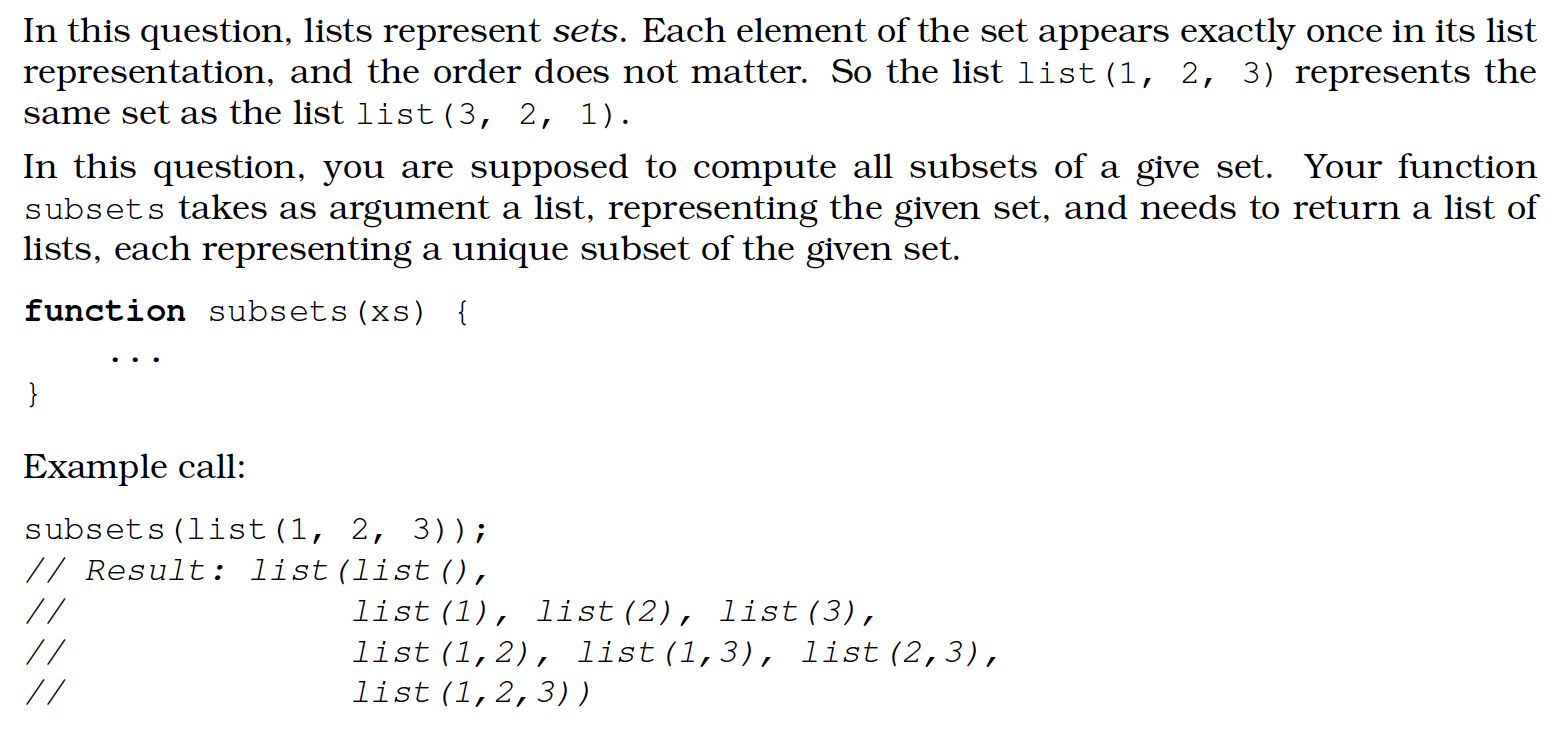 In this question, lists represent sets. Each element of the set appears exactly once in its list
representation, and the order does not matter. So the list list(1, 2, 3) represents the
same set as the list list(3, 2, 1).
In this question, you are supposed to compute all subsets of a give set. Your function
subsets takes as argument a list, representing the given set, and needs to return a list of
lists, each representing a unique subset of the given set.
function subsets(xs) {
    ...
}
Example call:
subsets(list(1, 2, 3));
// Result: list(list(),
//              list(1), list(2), list(3),
//              list(1,2), list(1,3), list(2,3),
//              list(1,2,3))